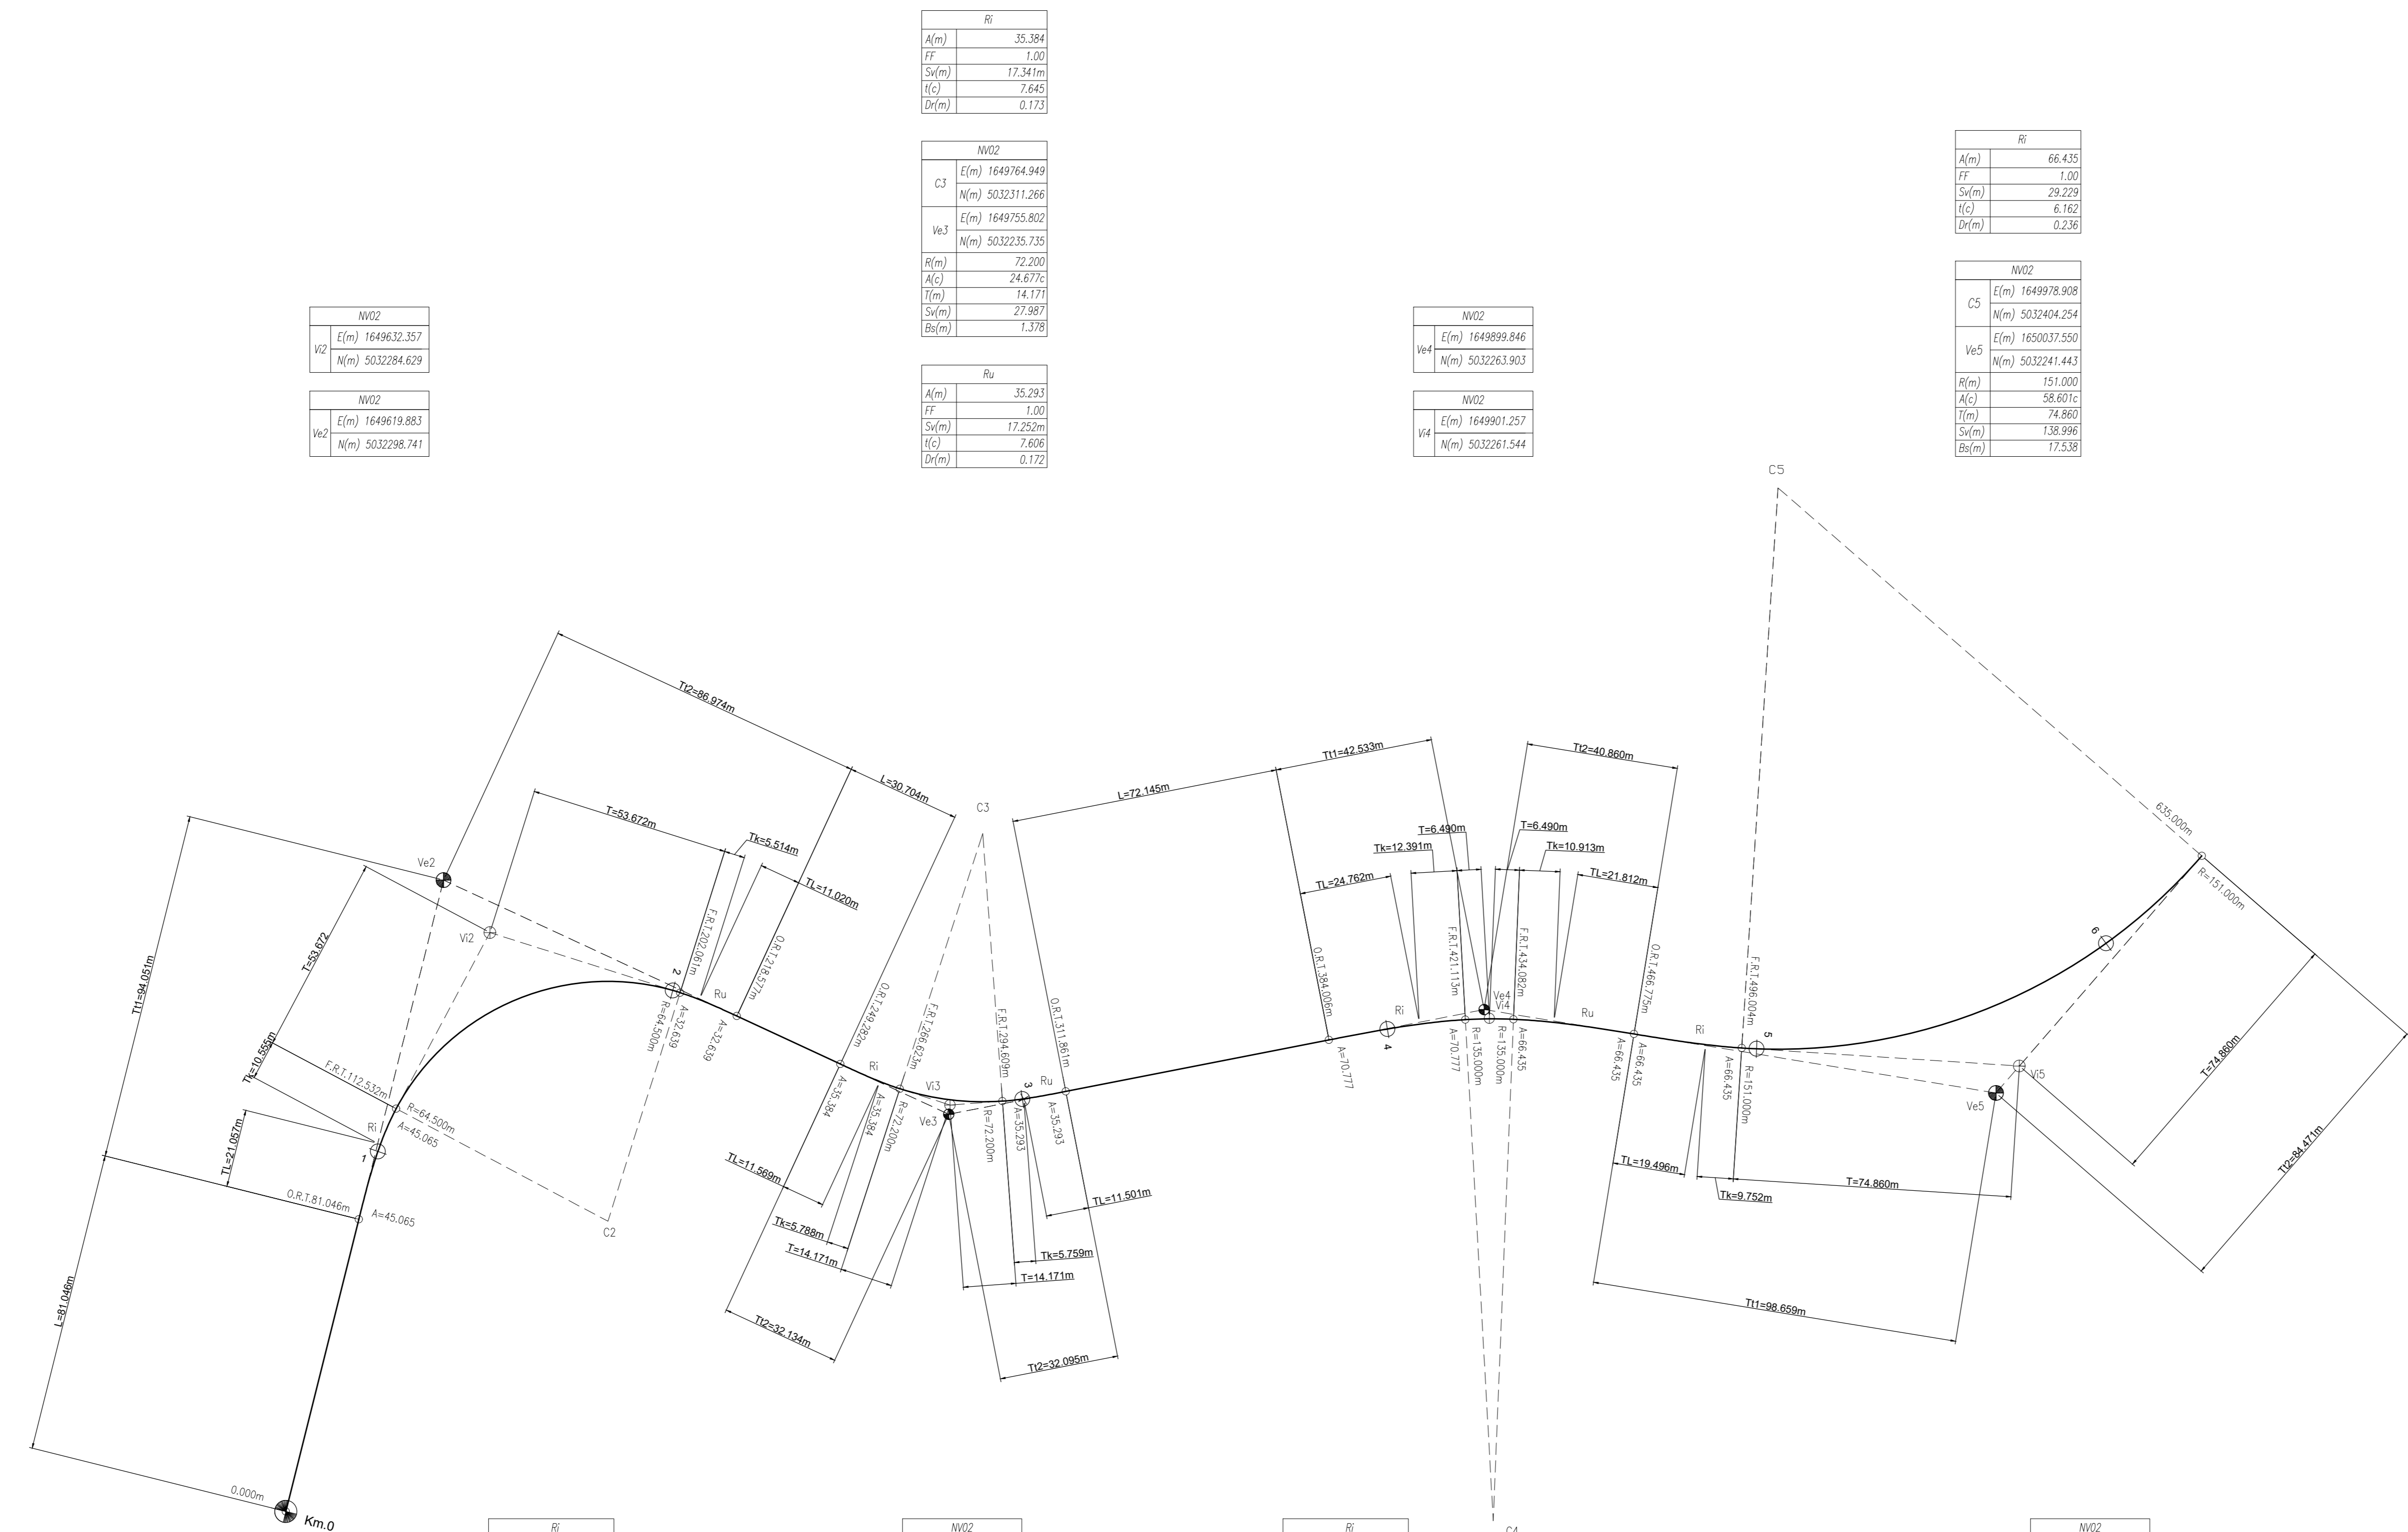 Ri
A(m) 35.384
FF 1.00
Sv(m) 17.341m
t(c) 7.645
Dr(m) 0.173
NV02
C3 E(m) 1649764.949
N(m) 5032311.266
Ve3 E(m) 1649755.802
N(m) 5032235.735
R(m) 72.200
A(c) 24.677c
T(m) 14.171
Sv(m) 27.987
Bs(m) 1.378
Ru
A(m) 35.293
FF 1.00
Sv(m) 17.252m
t(c) 7.606
Dr(m) 0.172
Ri
A(m) 66.435
FF 1.00
Sv(m) 29.229
t(c) 6.162
Dr(m) 0.236
NV02
C5 E(m) 1649978.908
N(m) 5032404.254
Ve5 E(m) 1650037.550
N(m) 5032241.443
R(m) 151.000
A(c) 58.601c
T(m) 74.860
Sv(m) 138.996
Bs(m) 17.538
NV02
Vi2 E(m) 1649632.357
N(m) 5032284.629
NV02
Ve2 E(m) 1649619.883
N(m) 5032298.741
NV02
Ve4 E(m) 1649899.846
N(m) 5032263.903
NV02
Vi4 E(m) 1649901.257
N(m) 5032261.544
C5
Tt2=86.974m
L=30.704m
T=53.672m
Tk=5.514m
TL=11.020m
Ve2
Vi2
Tt1=94.051m
T=53.672
Tk=10.555m
F.R.T.112.532m
TL=21.057m
Ri
R=64.500m
A=45.065
1
O.R.T.81.046m
A=45.065
L=81.046m
0.000m
Km.0
C2
2
F.R.T.202.061m
R=64.500m
A=32.639
Ru
A=32.639
O.R.T.218.577m
O.R.T.249.282m
Ri
A=35.384
A=35.384
F.R.T.266.623m
R=72.200m
C3
Vi3
Ve3
F.R.T.294.609m
R=72.200m
3
A=35.293
Ru
A=35.293
O.R.T.311.861m
TL=11.569m
Tk=5.788m
T=14.171m
Tt2=32.134m
TL=11.501m
Tk=5.759m
T=14.171m
Tt2=32.095m
L=72.145m
Tt1=42.533m
Tt2=40.860m
T=6.490m
T=6.490m
Tk=12.391m
Tk=10.913m
TL=24.762m
TL=21.812m
O.R.T.384.006m
A=70.777
Ri
4
F.R.T.421.113m
A=70.777
R=135.000m
Ve4
Vi4
R=135.000m
F.R.T.434.082m
A=66.435
Ru
O.R.T.466.775m
A=66.435
A=66.435
Ri
F.R.T.496.004m
A=66.435
R=151.000m
5
TL=19.496m
Tk=9.752m
T=74.860m
Tt1=98.659m
Vi5
Ve5
6
635.000m
R=151.000m
T=74.860m
Tt2=84.471m
C4
Ri
NV02
Ri
NV02